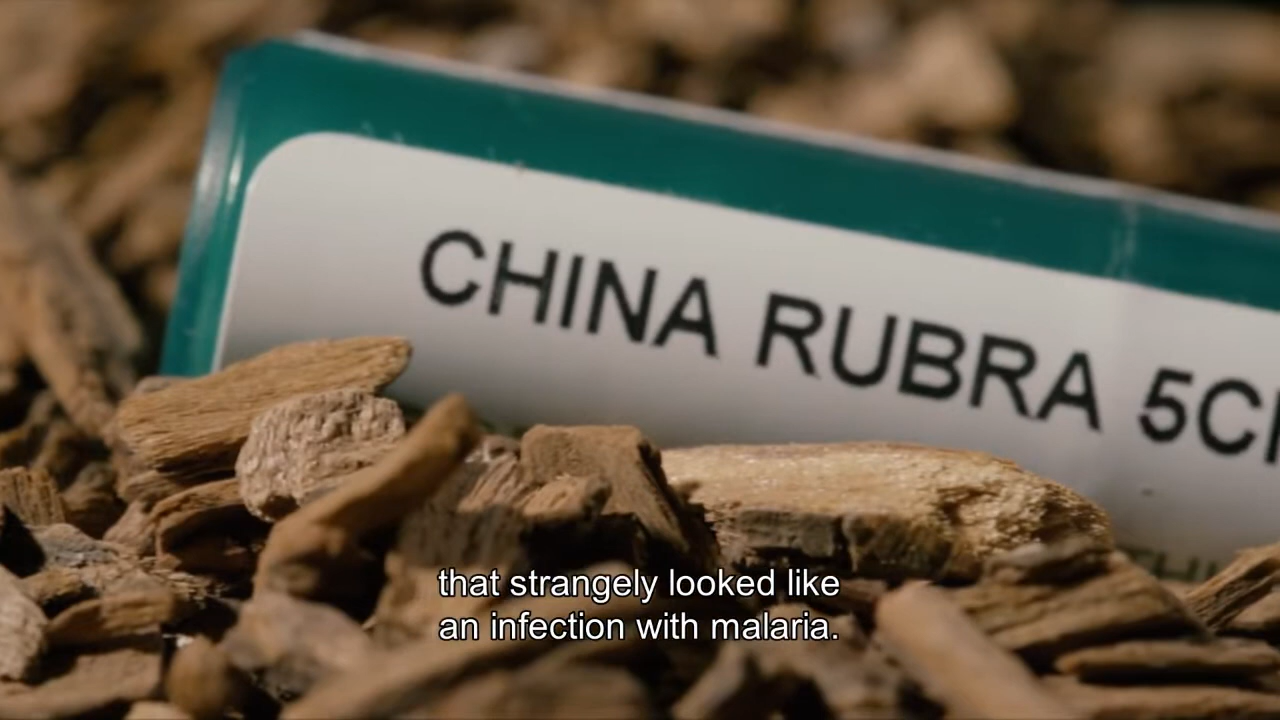 CHINA RUBRA 5C
that strangely looked like
an infection with malaria.